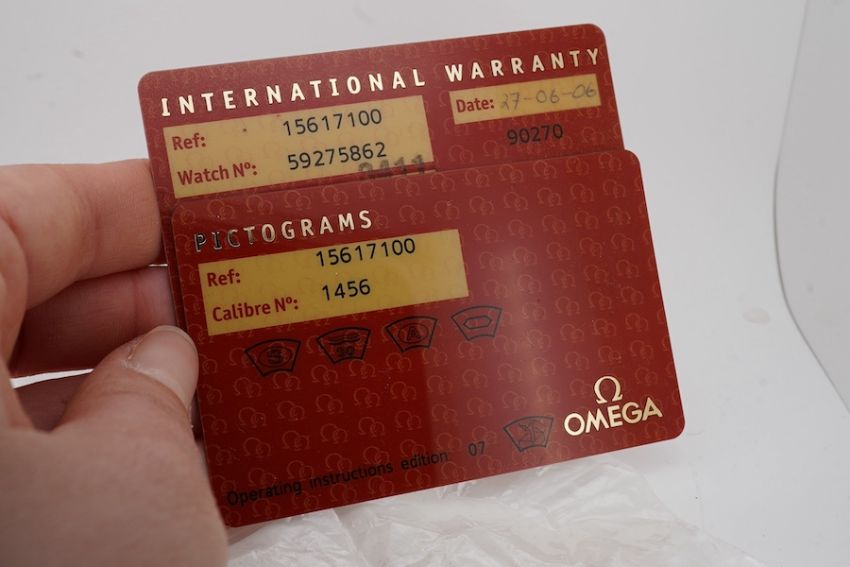 INTERNATIONAL WARRANTY
Ref: 15617100
Date: 27-06-06
Watch Nº: 59275862
90270
PICTOGRAMS
Ref: 15617100
Calibre Nº: 1456
S
30
A
Ω
OMEGA
Operating instructions edition 07